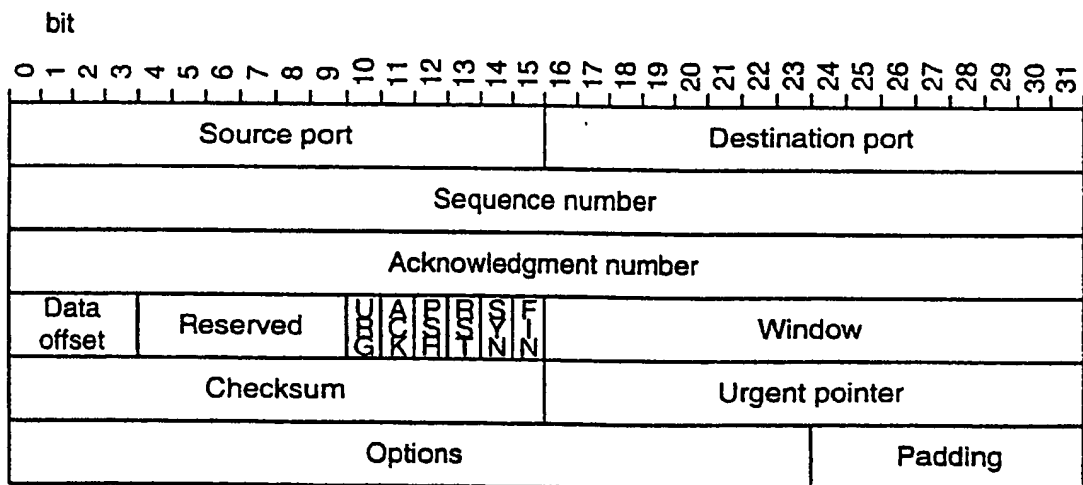 bit
0 1 2 3 4 5 6 7 8 9 10 11 12 13 14 15 16 17 18 19 20 21 22 23 24 25 26 27 28 29 30 31
Source port Destination port
Sequence number
Acknowledgment number
Data offset Reserved URG ACK PSH RST SYN FIN Window
Checksum Urgent pointer
Options Padding